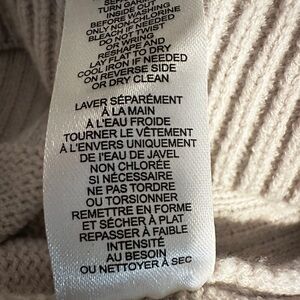 TURN GARM
INSIDE OUT
BEFORE WASHING
ONLY NON-CHLORINE
BLEACH IF NEEDED
DO NOT TWIST
OR WRING
RESHAPE AND
LAY FLAT TO DRY
COOL IRON IF NEEDED
ON REVERSE SIDE
OR DRY CLEAN
LAVER SÉPARÉMENT
À LA MAIN
À L'EAU FROIDE
TOURNER LE VÊTEMENT
À L'ENVERS UNIQUEMENT
DE l'EAU DE JAVEL
NON CHLORÉE
SI NÉCESSAIRE
NE PAS TORDRE
OU TORSIONNER
REMETTRE EN FORME
ET SÉCHER À PLAT
REPASSER À FAIBLE
INTENSITÉ
AU BESOIN
OU NETTOYER À SEC